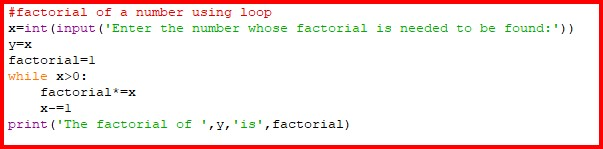 #factorial of a number using loop
x=int(input('Enter the number whose factorial is needed to be found:'))
y=x
factorial=1
while x>0:
    factorial*=x
    x-=1
print('The factorial of ',y,'is',factorial)